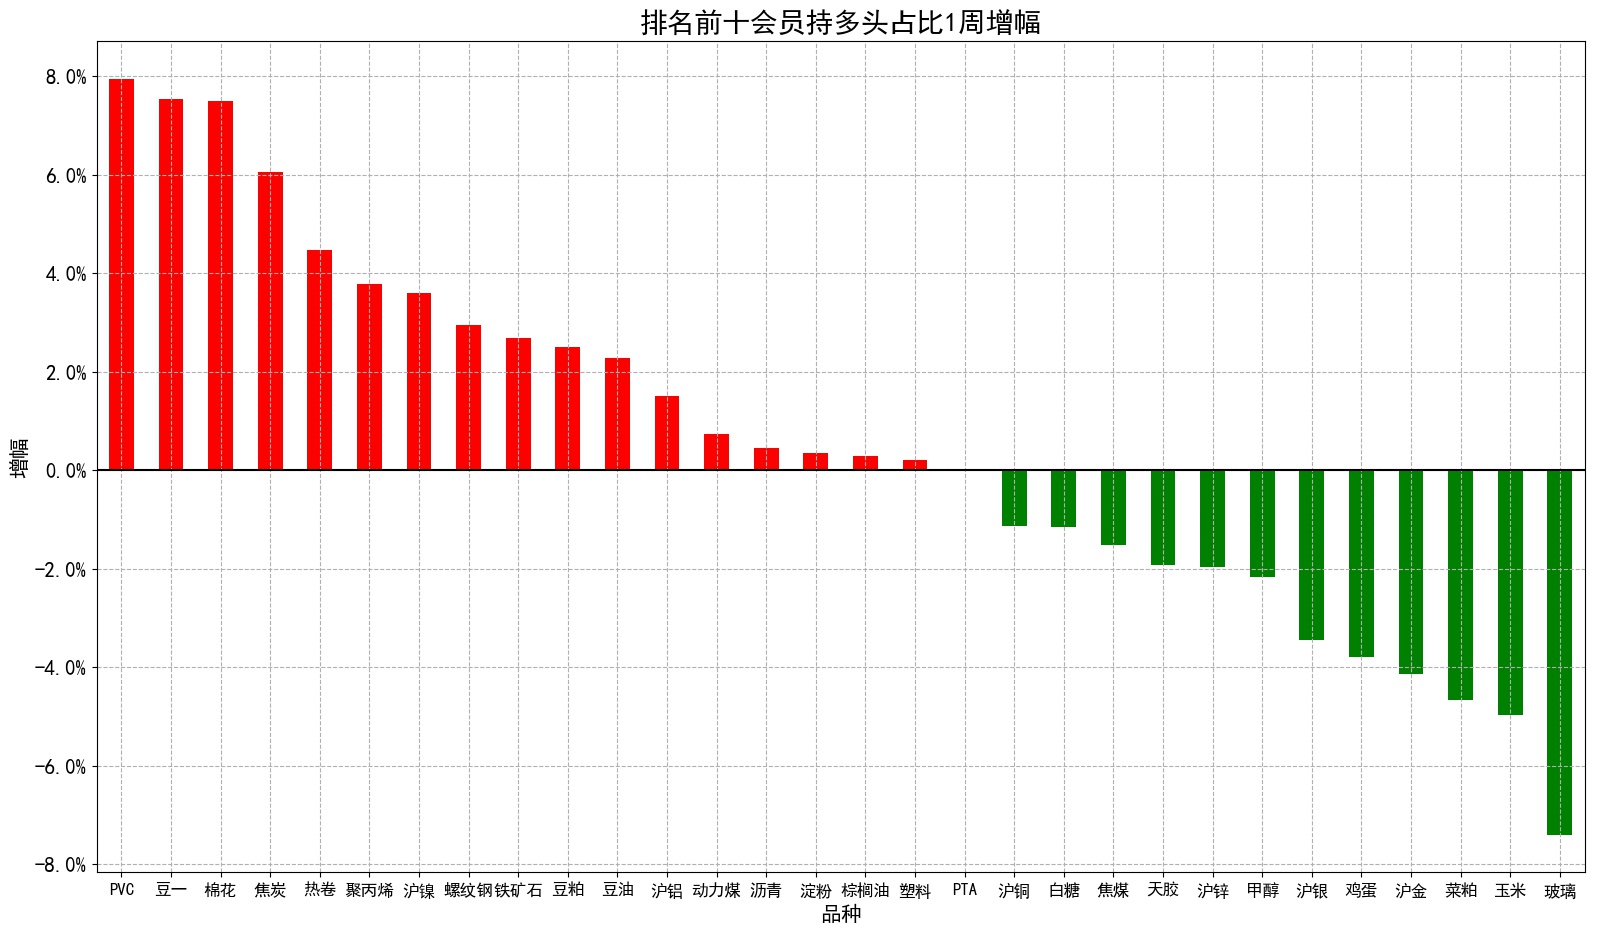 排名前十会员持多头占比1周增幅
8.0%
6.0%
4.0%
2.0%
0.0%
-2.0%
-4.0%
-6.0%
-8.0%
增幅
PVC 豆一 棉花 焦炭 热卷 聚丙烯 沪镍 螺纹钢 铁矿石 豆粕 豆油 沪铝 动力煤 沥青 淀粉 棕榈油 塑料 PTA 沪铜 白糖 焦煤 天胶 沪锌 甲醇 沪银 鸡蛋 沪金 菜粕 玉米 玻璃
品种